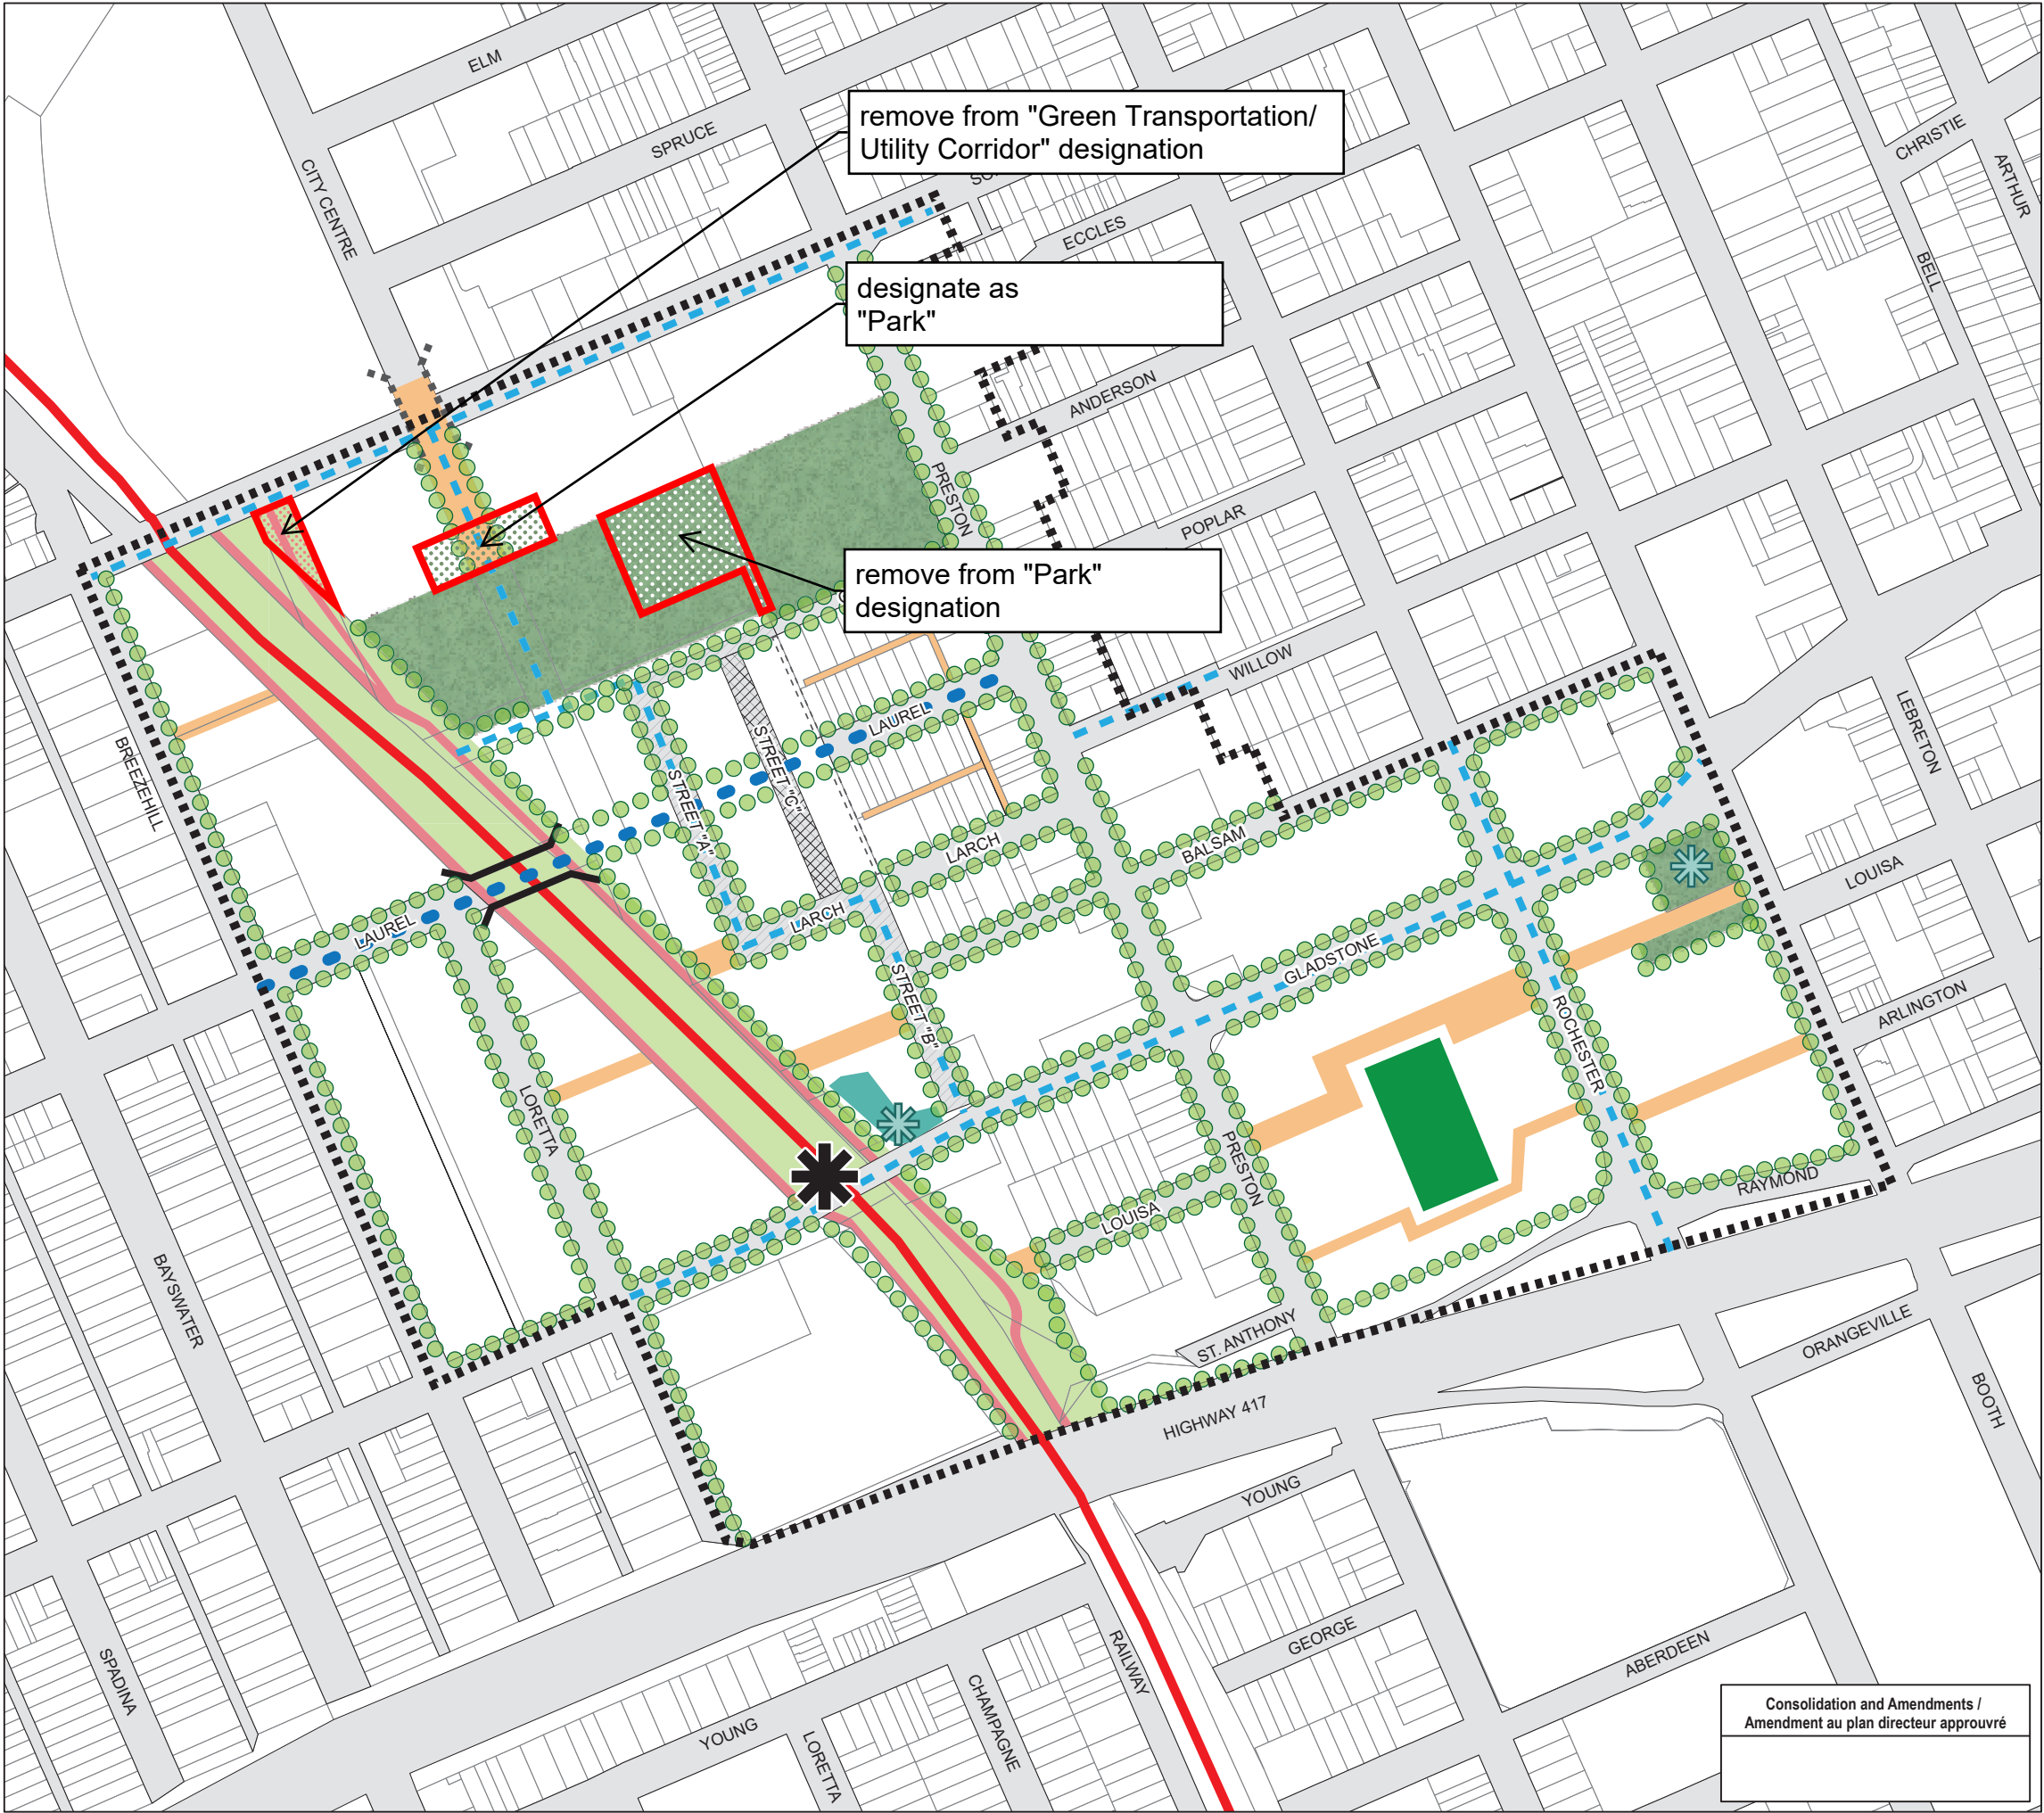 ELM
SPRUCE
CITY CENTRE
remove from "Green Transportation/
Utility Corridor" designation
CHRISTIE
ARTHUR
ECCLES
BELL
designate as
"Park"
ANDERSON
PRESTON
POPLAR
remove from "Park"
designation
WILLOW
LAUREL
STREET "C"
STREET "A"
BREEZEHILL
LEBRETON
LARCH
BALSAM
LOUISA
LARCH
LAUREL
GLADSTONE
STREET "B"
ROCHESTER
ARLINGTON
LORETTA
PRESTON
RAYMOND
LOUISA
BAYSWATER
ST. ANTHONY
ORANGEVILLE
HIGHWAY 417
BOOTH
YOUNG
GEORGE
ABERDEEN
RAILWAY
SPADINA
CHAMPAGNE
YOUNG
LORETTA
Consolidation and Amendments /
Amendment au plan directeur approuvré